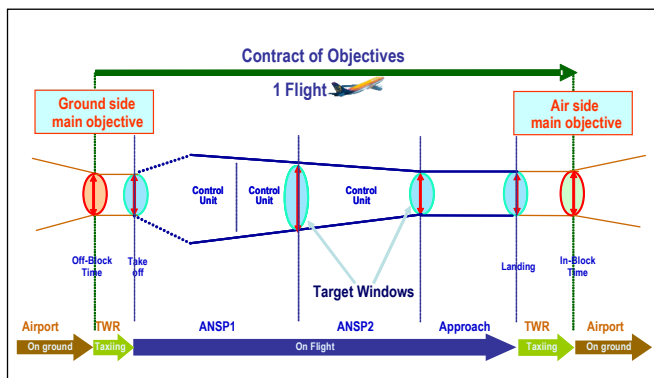 Contract of Objectives
1 Flight
Ground side
main objective
Air side
main objective
Control
Unit
Control
Unit
Control
Unit
Off-Block
Time
Take
off
Landing
In-Block
Time
Target Windows
Airport
TWR
ANSP1
ANSP2
Approach
TWR
Airport
On ground
Taxiing
On Flight
Taxiing
On ground